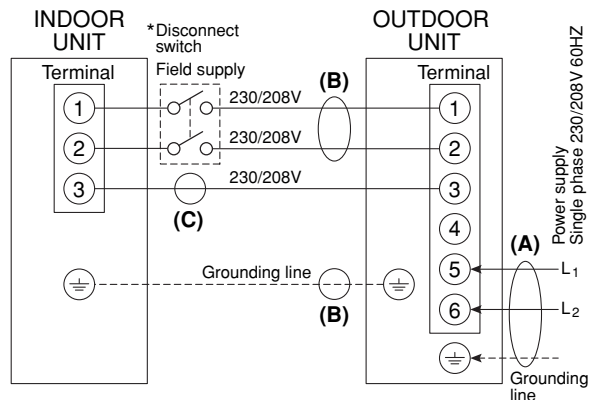 INDOOR
UNIT
*Disconnect
switch
Field supply
OUTDOOR
UNIT
Terminal
Terminal
1
230/208V
(B)
1
2
230/208V
2
3
230/208V
3
(C)
4
Power supply
Single phase 230/208V 60HZ
(A)
5
L1
Grounding line
(B)
6
L2
Grounding
line